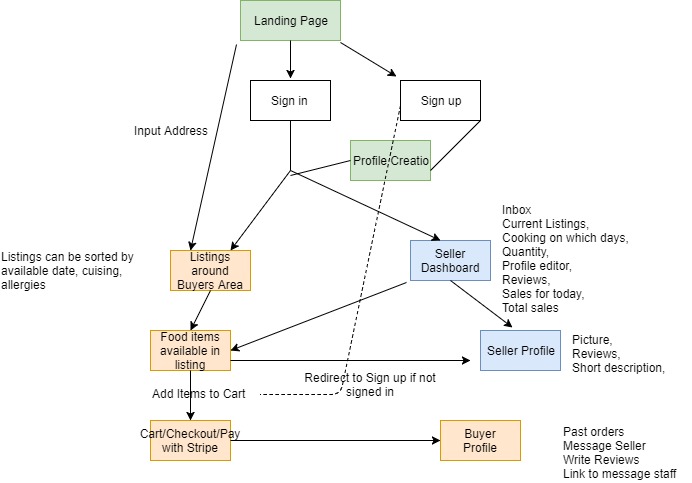 Landing Page
Sign in
Sign up
Input Address
Profile Creatio
Inbox
Current Listings,
Cooking on which days,
Quantity,
Profile editor,
Reviews,
Sales for today,
Total sales
Listings can be sorted by
available date, cuising,
allergies
Listings
around
Buyers Area
Seller
Dashboard
Food items
available in
listing
Seller Profile
Picture,
Reviews,
Short description,
Redirect to Sign up if not
signed in
Add Items to Cart
Cart/Checkout/Pay
with Stripe
Buyer
Profile
Past orders
Message Seller
Write Reviews
Link to message staff